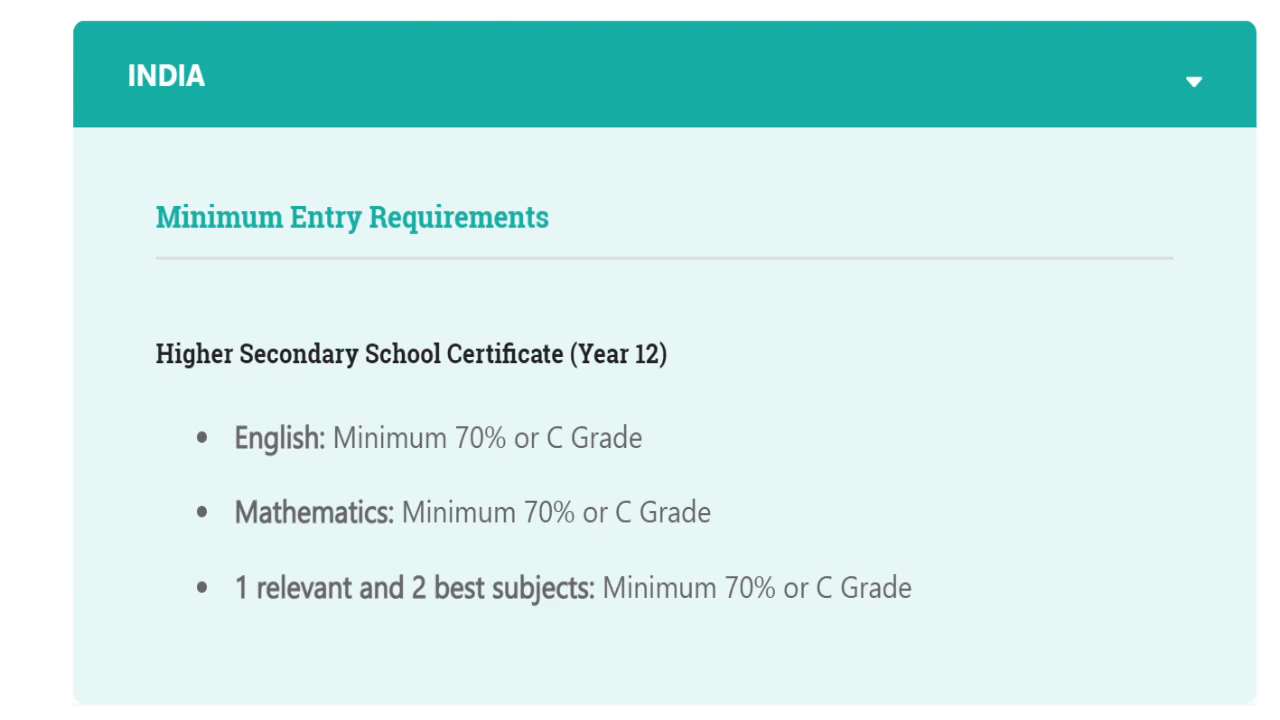 INDIA
Minimum Entry Requirements
Higher Secondary School Certificate (Year 12)
• English: Minimum 70% or C Grade
• Mathematics: Minimum 70% or C Grade
• 1 relevant and 2 best subjects: Minimum 70% or C Grade